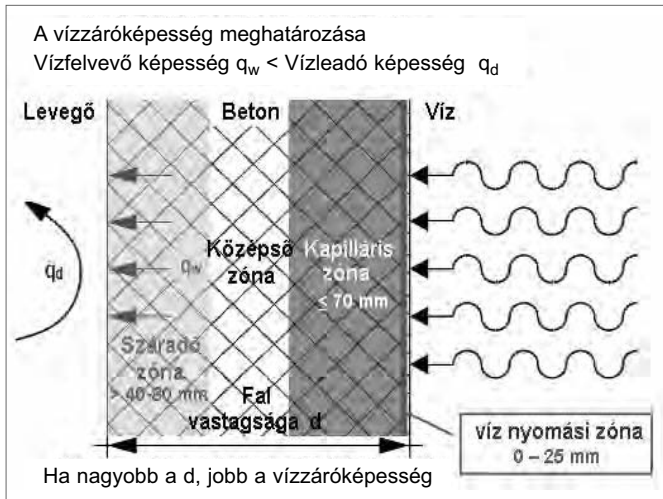 A vízzáróképesség meghatározása
Vízfelvevő képesség qw < Vízleadó képesség qd
Levegő Beton Víz
qd
qw
Középső
zóna
Kapilláris
zóna
≤ 70 mm
Száradó
zóna
> 40-80 mm
Fal
vastagsága d
víz nyomási zóna
0 – 25 mm
Ha nagyobb a d, jobb a vízzáróképesség